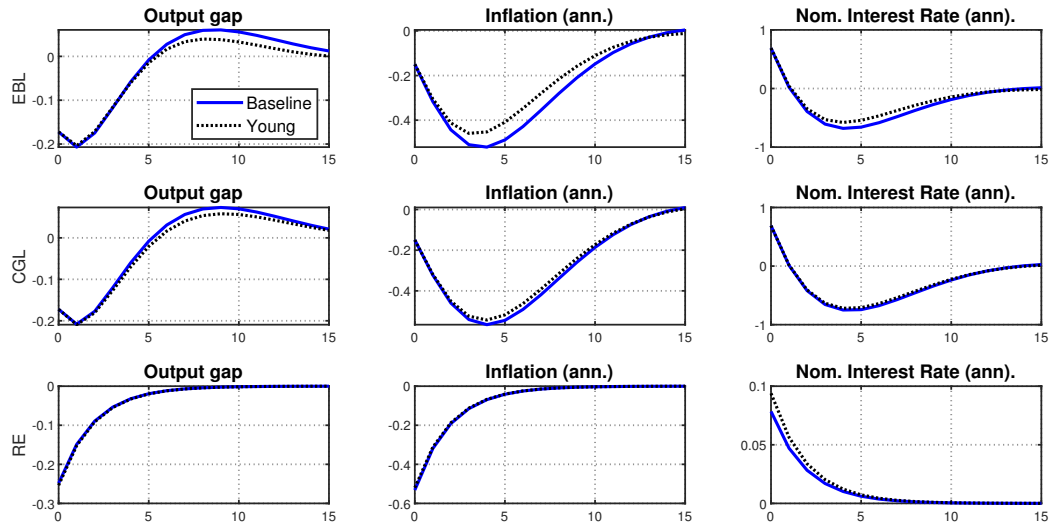 Output gap
Inflation (ann.)
Nom. Interest Rate (ann).
EBL
0
-0.1
-0.2
0 5 10 15
Baseline
Young
0
-0.2
-0.4
0 5 10 15
1
0
-1
0 5 10 15
Output gap
Inflation (ann.)
Nom. Interest Rate (ann).
CGL
0
-0.1
-0.2
0 5 10 15
0
-0.2
-0.4
0 5 10 15
1
0
-1
0 5 10 15
Output gap
Inflation (ann.)
Nom. Interest Rate (ann).
RE
0
-0.1
-0.2
-0.3
0 5 10 15
0
-0.2
-0.4
-0.6
0 5 10 15
0.1
0.05
0
0 5 10 15